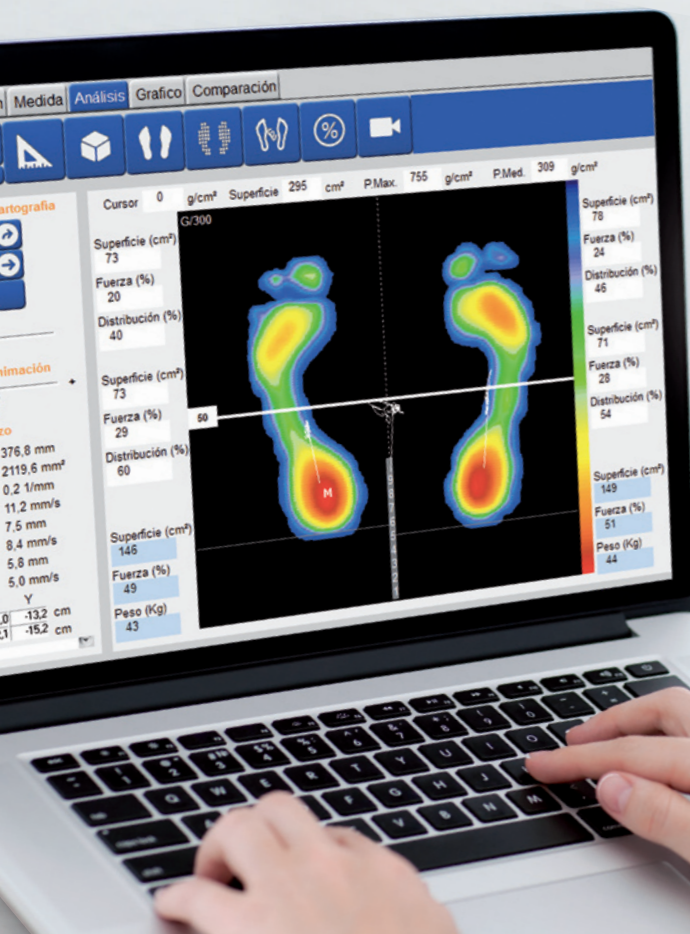 Medida Análisis Grafico Comparación
%
Cursor 0 g/cm² Superficie 295 cm² P.Max. 755 g/cm² P.Med. 309 g/cm²
G/300
Superficie (cm²)
73
Fuerza (%)
20
Distribución (%)
40
Superficie (cm²)
73
Fuerza (%)
29
Distribución (%)
60
Superficie (cm²)
146
Fuerza (%)
49
Peso (Kg)
43
50
M
Superficie (cm²)
78
Fuerza (%)
24
Distribución (%)
46
Superficie (cm²)
71
Fuerza (%)
28
Distribución (%)
54
Superficie (cm²)
149
Fuerza (%)
51
Peso (Kg)
44
376,8 mm
2119,6 mm²
0,2 1/mm
11,2 mm/s
7,5 mm
8,4 mm/s
5,8 mm
5,0 mm/s
Y
-13,2 cm
-15,2 cm
Q W E R T Y U I O
F G H J
V B N M